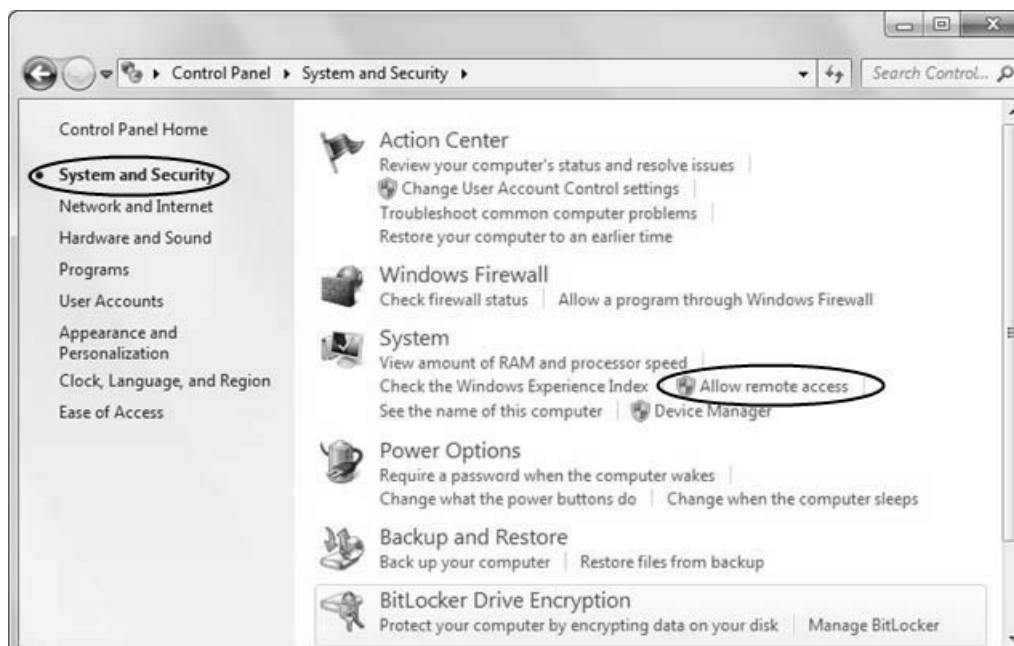 Control Panel System and Security Search Control...
Control Panel Home
System and Security
Network and Internet
Hardware and Sound
Programs
User Accounts
Appearance and
Personalization
Clock, Language, and Region
Ease of Access
Action Center
Review your computer's status and resolve issues
Change User Account Control settings
Troubleshoot common computer problems
Restore your computer to an earlier time
Windows Firewall
Check firewall status Allow a program through Windows Firewall
System
View amount of RAM and processor speed
Check the Windows Experience Index Allow remote access
See the name of this computer Device Manager
Power Options
Require a password when the computer wakes
Change what the power buttons do Change when the computer sleeps
Backup and Restore
Back up your computer Restore files from backup
BitLocker Drive Encryption
Protect your computer by encrypting data on your disk Manage BitLocker